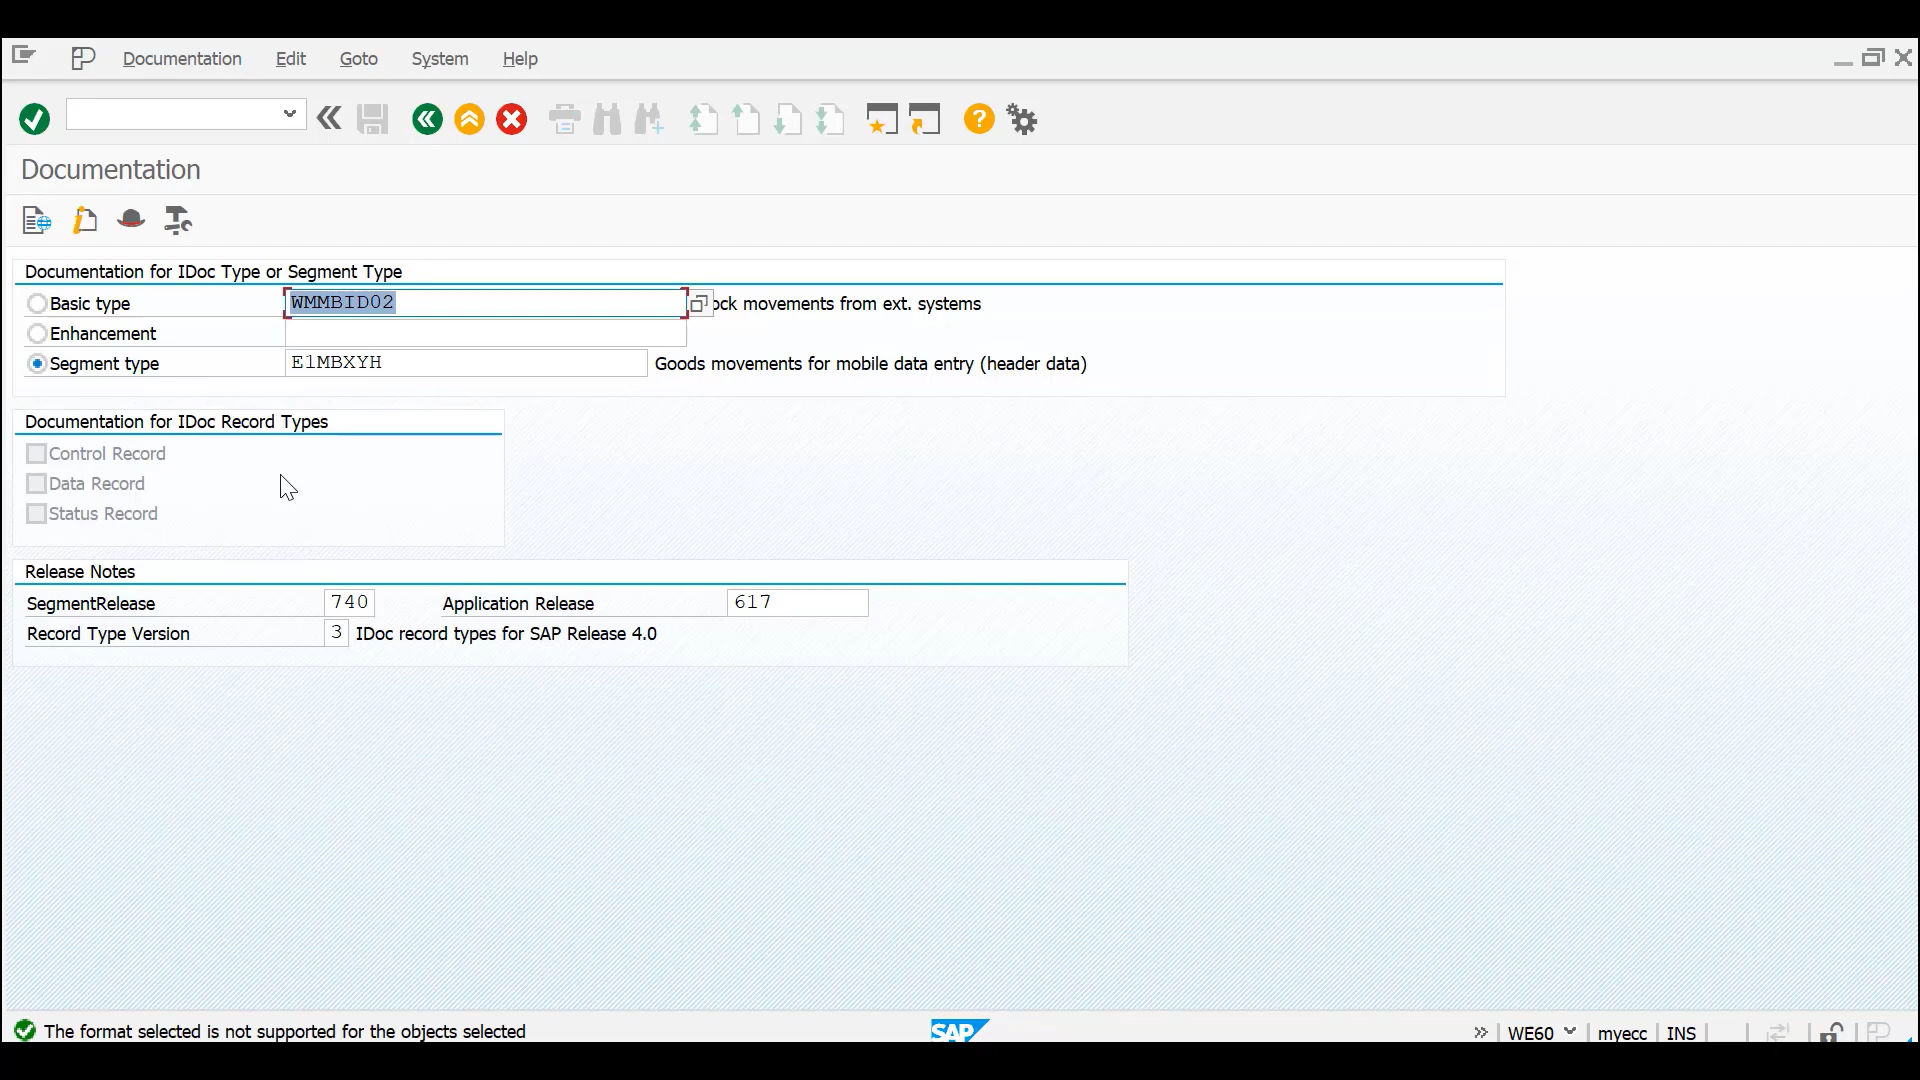 Documentation Edit Goto System Help
Documentation
Documentation for IDoc Type or Segment Type
Basic type WMMBID02 ock movements from ext. systems
Enhancement
Segment type E1MBXYH Goods movements for mobile data entry (header data)
Documentation for IDoc Record Types
Control Record
Data Record
Status Record
Release Notes
SegmentRelease 740 Application Release 617
Record Type Version 3 IDoc record types for SAP Release 4.0
The format selected is not supported for the objects selected SAP WE60 myecc INS